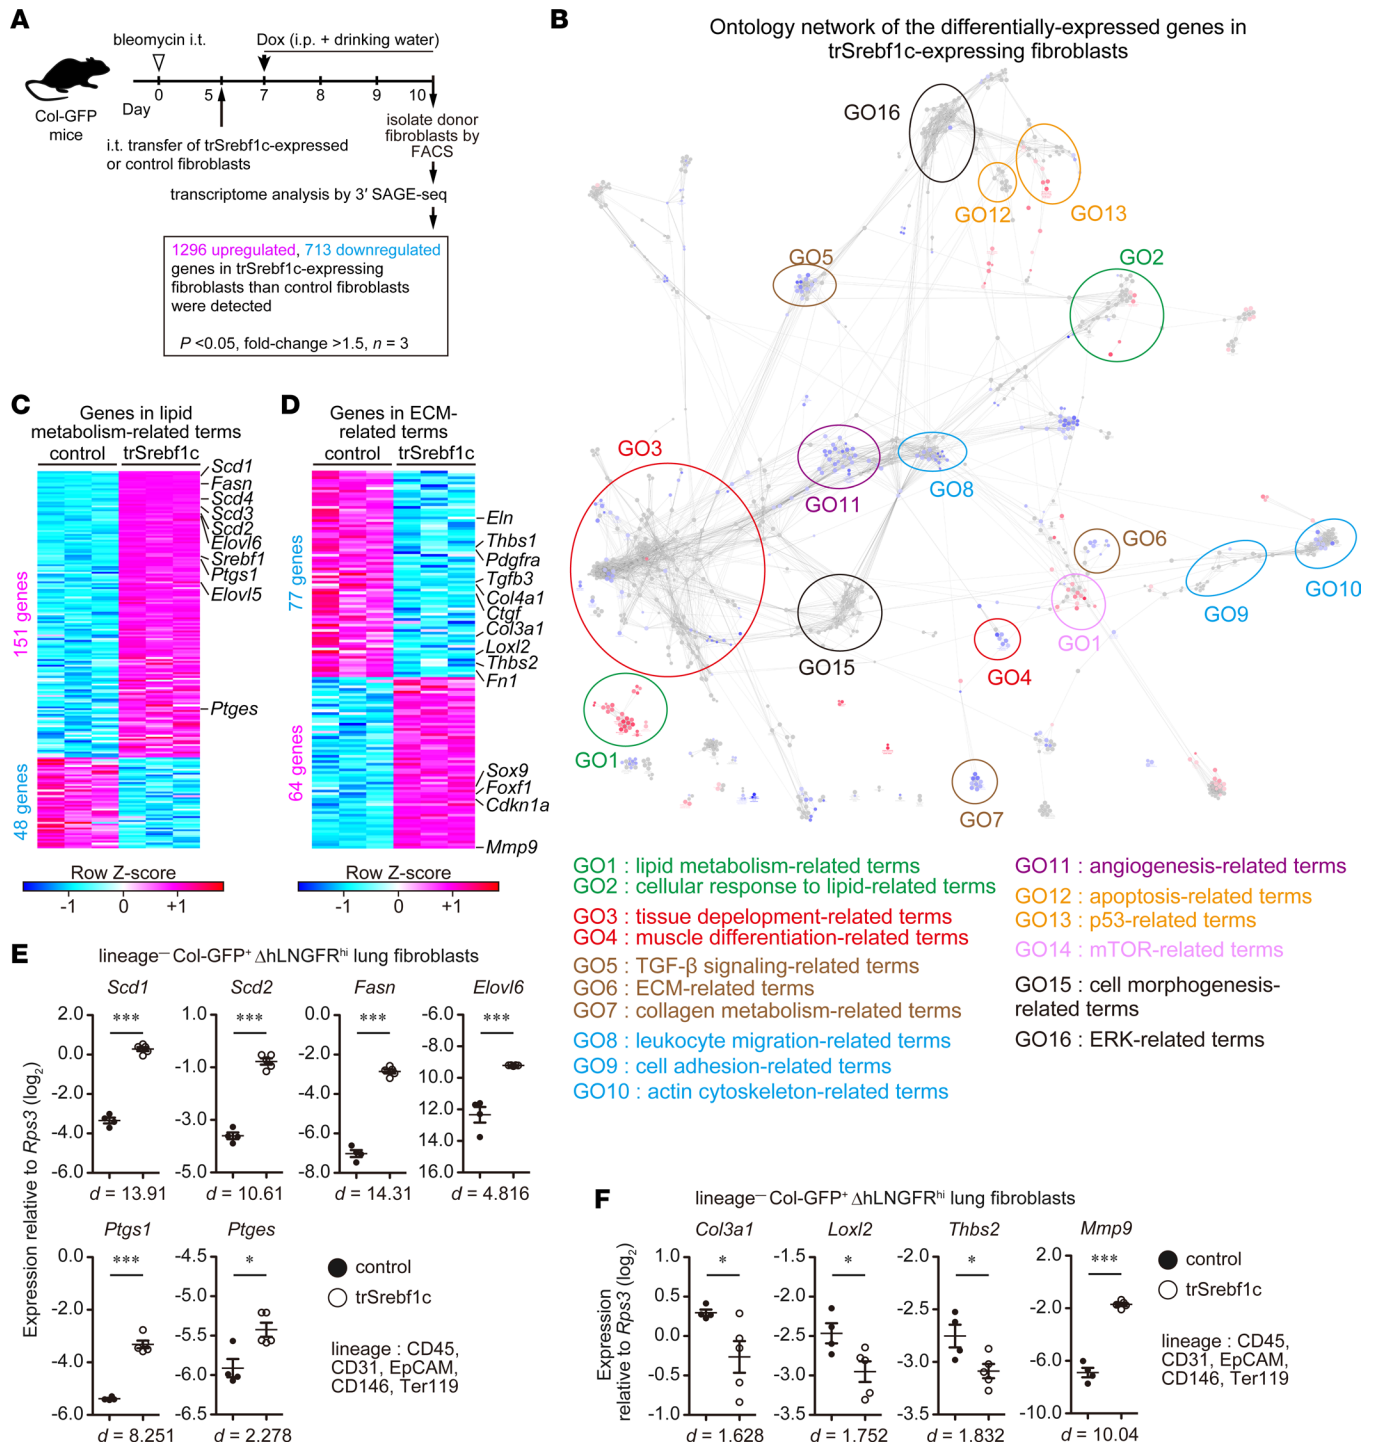 A
bleomycin i.t.
Dox (i.p. + drinking water)
0 5 7 8 9 10
Day
Col-GFP
mice
i.t. transfer of trSrebf1c-expressed
or control fibroblasts
isolate donor
fibroblasts by
FACS
transcriptome analysis by 3′ SAGE-seq
1296 upregulated, 713 downregulated
genes in trSrebf1c-expressing
fibroblasts than control fibroblasts
were detected
P <0.05, fold-change >1.5, n = 3
B
Ontology network of the differentially-expressed genes in
trSrebf1c-expressing fibroblasts
GO16
GO12
GO13
GO5
GO2
GO3
GO11
GO8
GO6
GO10
GO9
GO1
GO15
GO4
GO1
GO7
GO1 : lipid metabolism-related terms
GO2 : cellular response to lipid-related terms
GO3 : tissue depelopment-related terms
GO4 : muscle differentiation-related terms
GO5 : TGF-β signaling-related terms
GO6 : ECM-related terms
GO7 : collagen metabolism-related terms
GO8 : leukocyte migration-related terms
GO9 : cell adhesion-related terms
GO10 : actin cytoskeleton-related terms
GO11 : angiogenesis-related terms
GO12 : apoptosis-related terms
GO13 : p53-related terms
GO14 : mTOR-related terms
GO15 : cell morphogenesis-
related terms
GO16 : ERK-related terms
C
Genes in lipid
metabolism-related terms
control trSrebf1c
Scd1
Fasn
Scd4
Scd3
Scd2
Elovl6
Srebf1
Ptgs1
Elovl5
Ptges
151 genes
48 genes
Row Z-score
-1 0 +1
D
Genes in ECM-
related terms
control trSrebf1c
Eln
Thbs1
Pdgfra
Tgfb3
Col4a1
Ctgf
Col3a1
Loxl2
Thbs2
Fn1
Sox9
Foxf1
Cdkn1a
Mmp9
77 genes
64 genes
Row Z-score
-1 0 +1
E
lineage— Col-GFP+ ΔhLNGFRhi lung fibroblasts
Expression relative to Rps3 (log2)
Scd1
***
2.0
0.0
-2.0
-4.0
-6.0
d = 13.91
Scd2
***
1.0
-1.0
-3.0
-5.0
d = 10.61
Fasn
***
0.0
-2.0
-4.0
-6.0
-8.0
d = 14.31
Elovl6
***
-6.0
-8.0
10.0
12.0
14.0
16.0
d = 4.816
Ptgs1
***
0.0
-2.0
-4.0
-6.0
d = 8.251
Ptges
*
-4.5
-5.0
-5.5
-6.0
-6.5
d = 2.278
control
trSrebf1c
lineage : CD45,
CD31, EpCAM,
CD146, Ter119
F
lineage— Col-GFP+ ΔhLNGFRhi lung fibroblasts
Expression
relative to Rps3 (log2)
Col3a1
*
1.0
0.5
0.0
-0.5
-1.0
d = 1.628
Loxl2
*
-1.5
-2.0
-2.5
-3.0
-3.5
d = 1.752
Thbs2
*
-2.0
-2.5
-3.0
-3.5
d = 1.832
Mmp9
***
2.0
-2.0
-6.0
-10.0
d = 10.04
control
trSrebf1c
lineage : CD45,
CD31, EpCAM,
CD146, Ter119